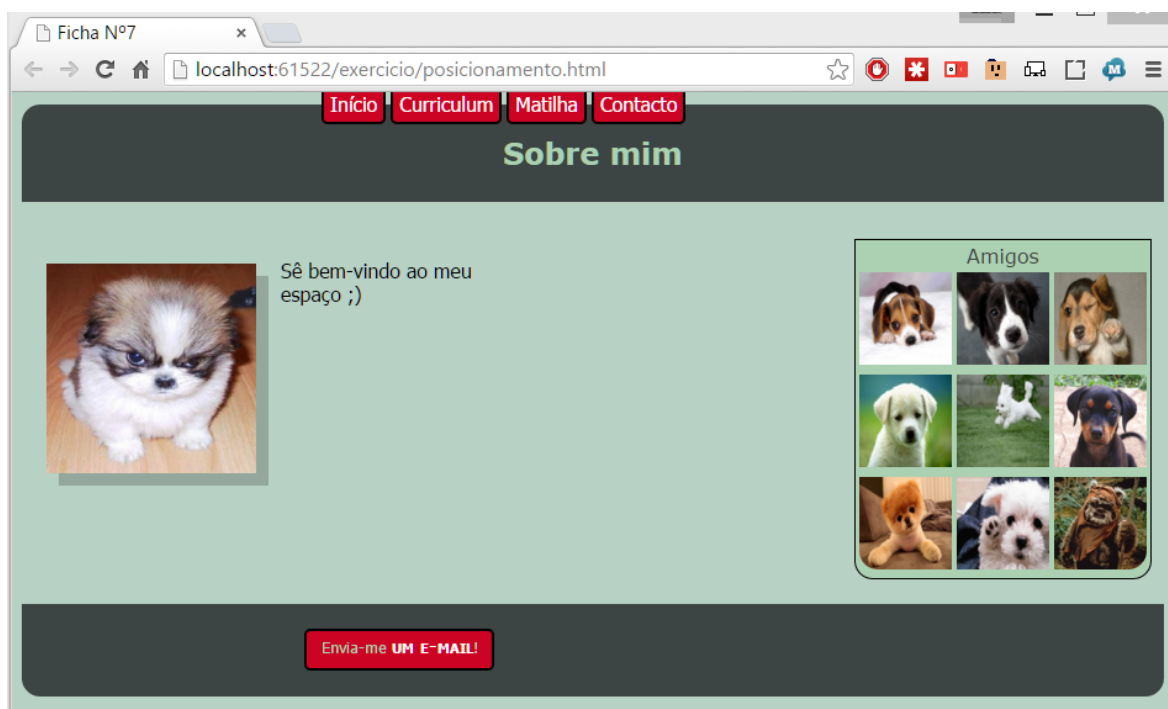 Ficha Nº7
localhost:61522/exercicio/posicionamento.html
Início Curriculum Matilha Contacto
Sobre mim
Sê bem-vindo ao meu
espaço ;)
Amigos
Envia-me UM E-MAIL!